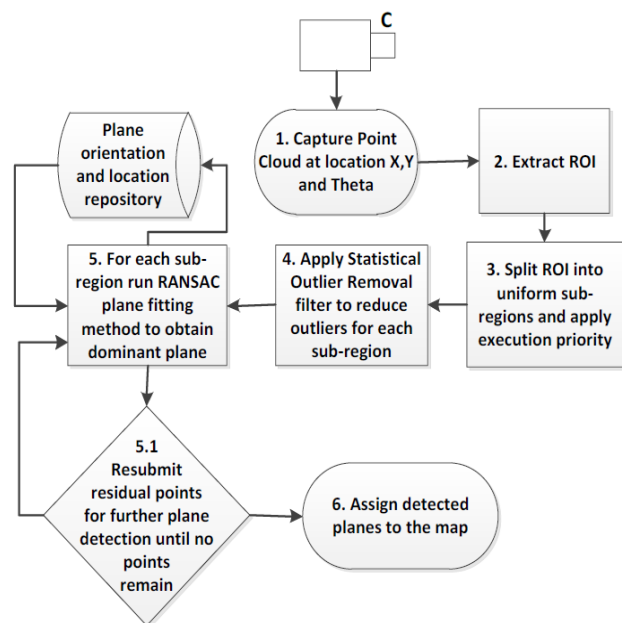 C
1. Capture Point
Cloud at location X,Y
and Theta
2. Extract ROI
3. Split ROI into
uniform sub-
regions and apply
execution priority
4. Apply Statistical
Outlier Removal
filter to reduce
outliers for each
sub-region
Plane
orientation
and location
repository
5. For each sub-
region run RANSAC
plane fitting
method to obtain
dominant plane
5.1
Resubmit
residual points
for further plane
detection until no
points
remain
6. Assign detected
planes to the map